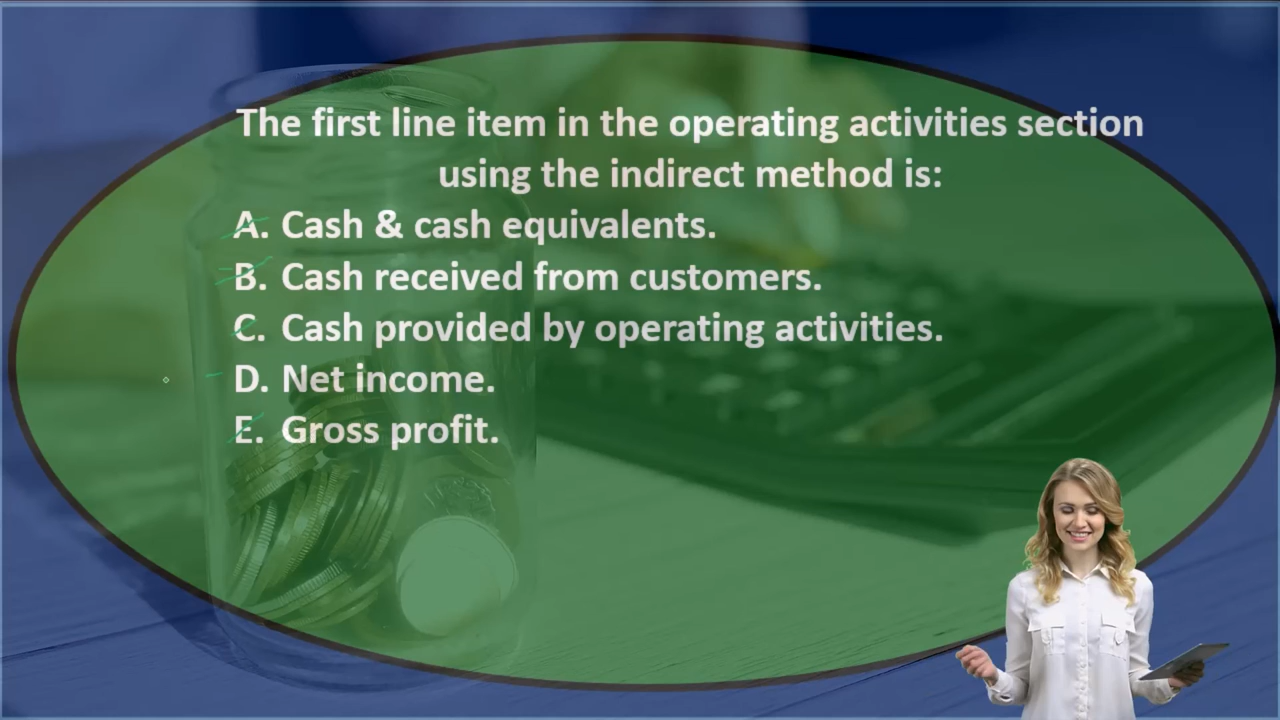 The first line item in the operating activities section
using the indirect method is:
A. Cash & cash equivalents.
B. Cash received from customers.
C. Cash provided by operating activities.
D. Net income.
E. Gross profit.